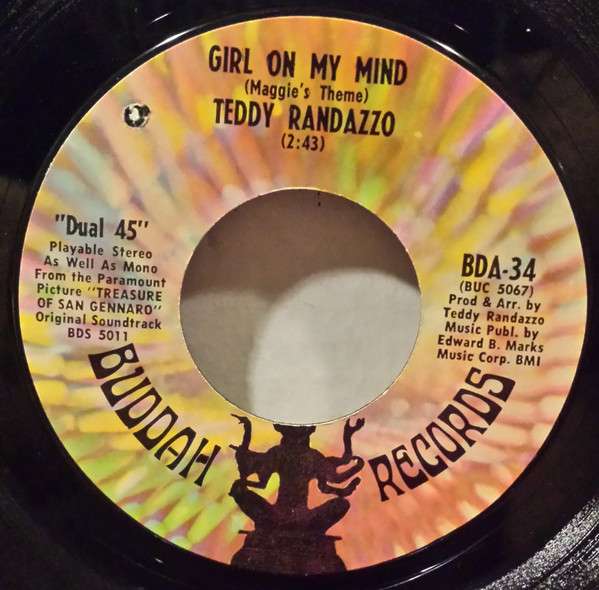 GIRL ON MY MIND
(Maggie's Theme)
TEDDY RANDAZZO
(2:43)
"Dual 45"
Playable Stereo
As Well As Mono
From the Paramount
Picture "TREASURE
OF SAN GENNARO"
Original Soundtrack
BDS 5011
BDA-34
(BUC 5067)
Prod & Arr. by
Teddy Randazzo
Music Publ. by
Edward B. Marks
Music Corp. BMI
BUDDAH RECORDS